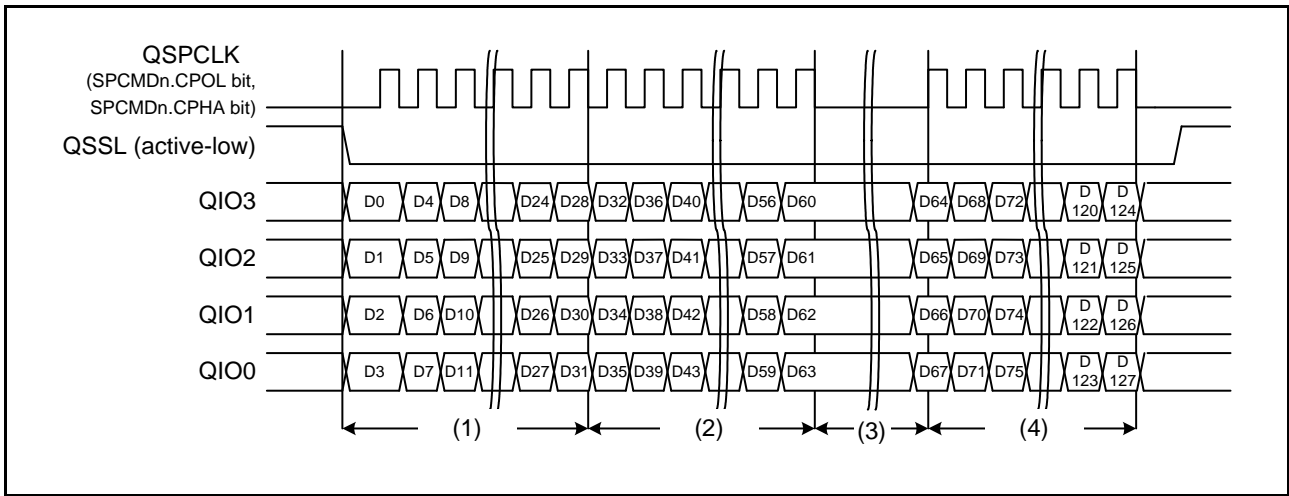 QSPCLK
(SPCMDn.CPOL bit,
SPCMDn.CPHA bit)
QSSL (active-low)
QIO3 D0 D4 D8 D24 D28 D32 D36 D40 D56 D60 D64 D68 D72 D 120 D 124
QIO2 D1 D5 D9 D25 D29 D33 D37 D41 D57 D61 D65 D69 D73 D 121 D 125
QIO1 D2 D6 D10 D26 D30 D34 D38 D42 D58 D62 D66 D70 D74 D 122 D 126
QIO0 D3 D7 D11 D27 D31 D35 D39 D43 D59 D63 D67 D71 D75 D 123 D 127
(1) (2) (3) (4)